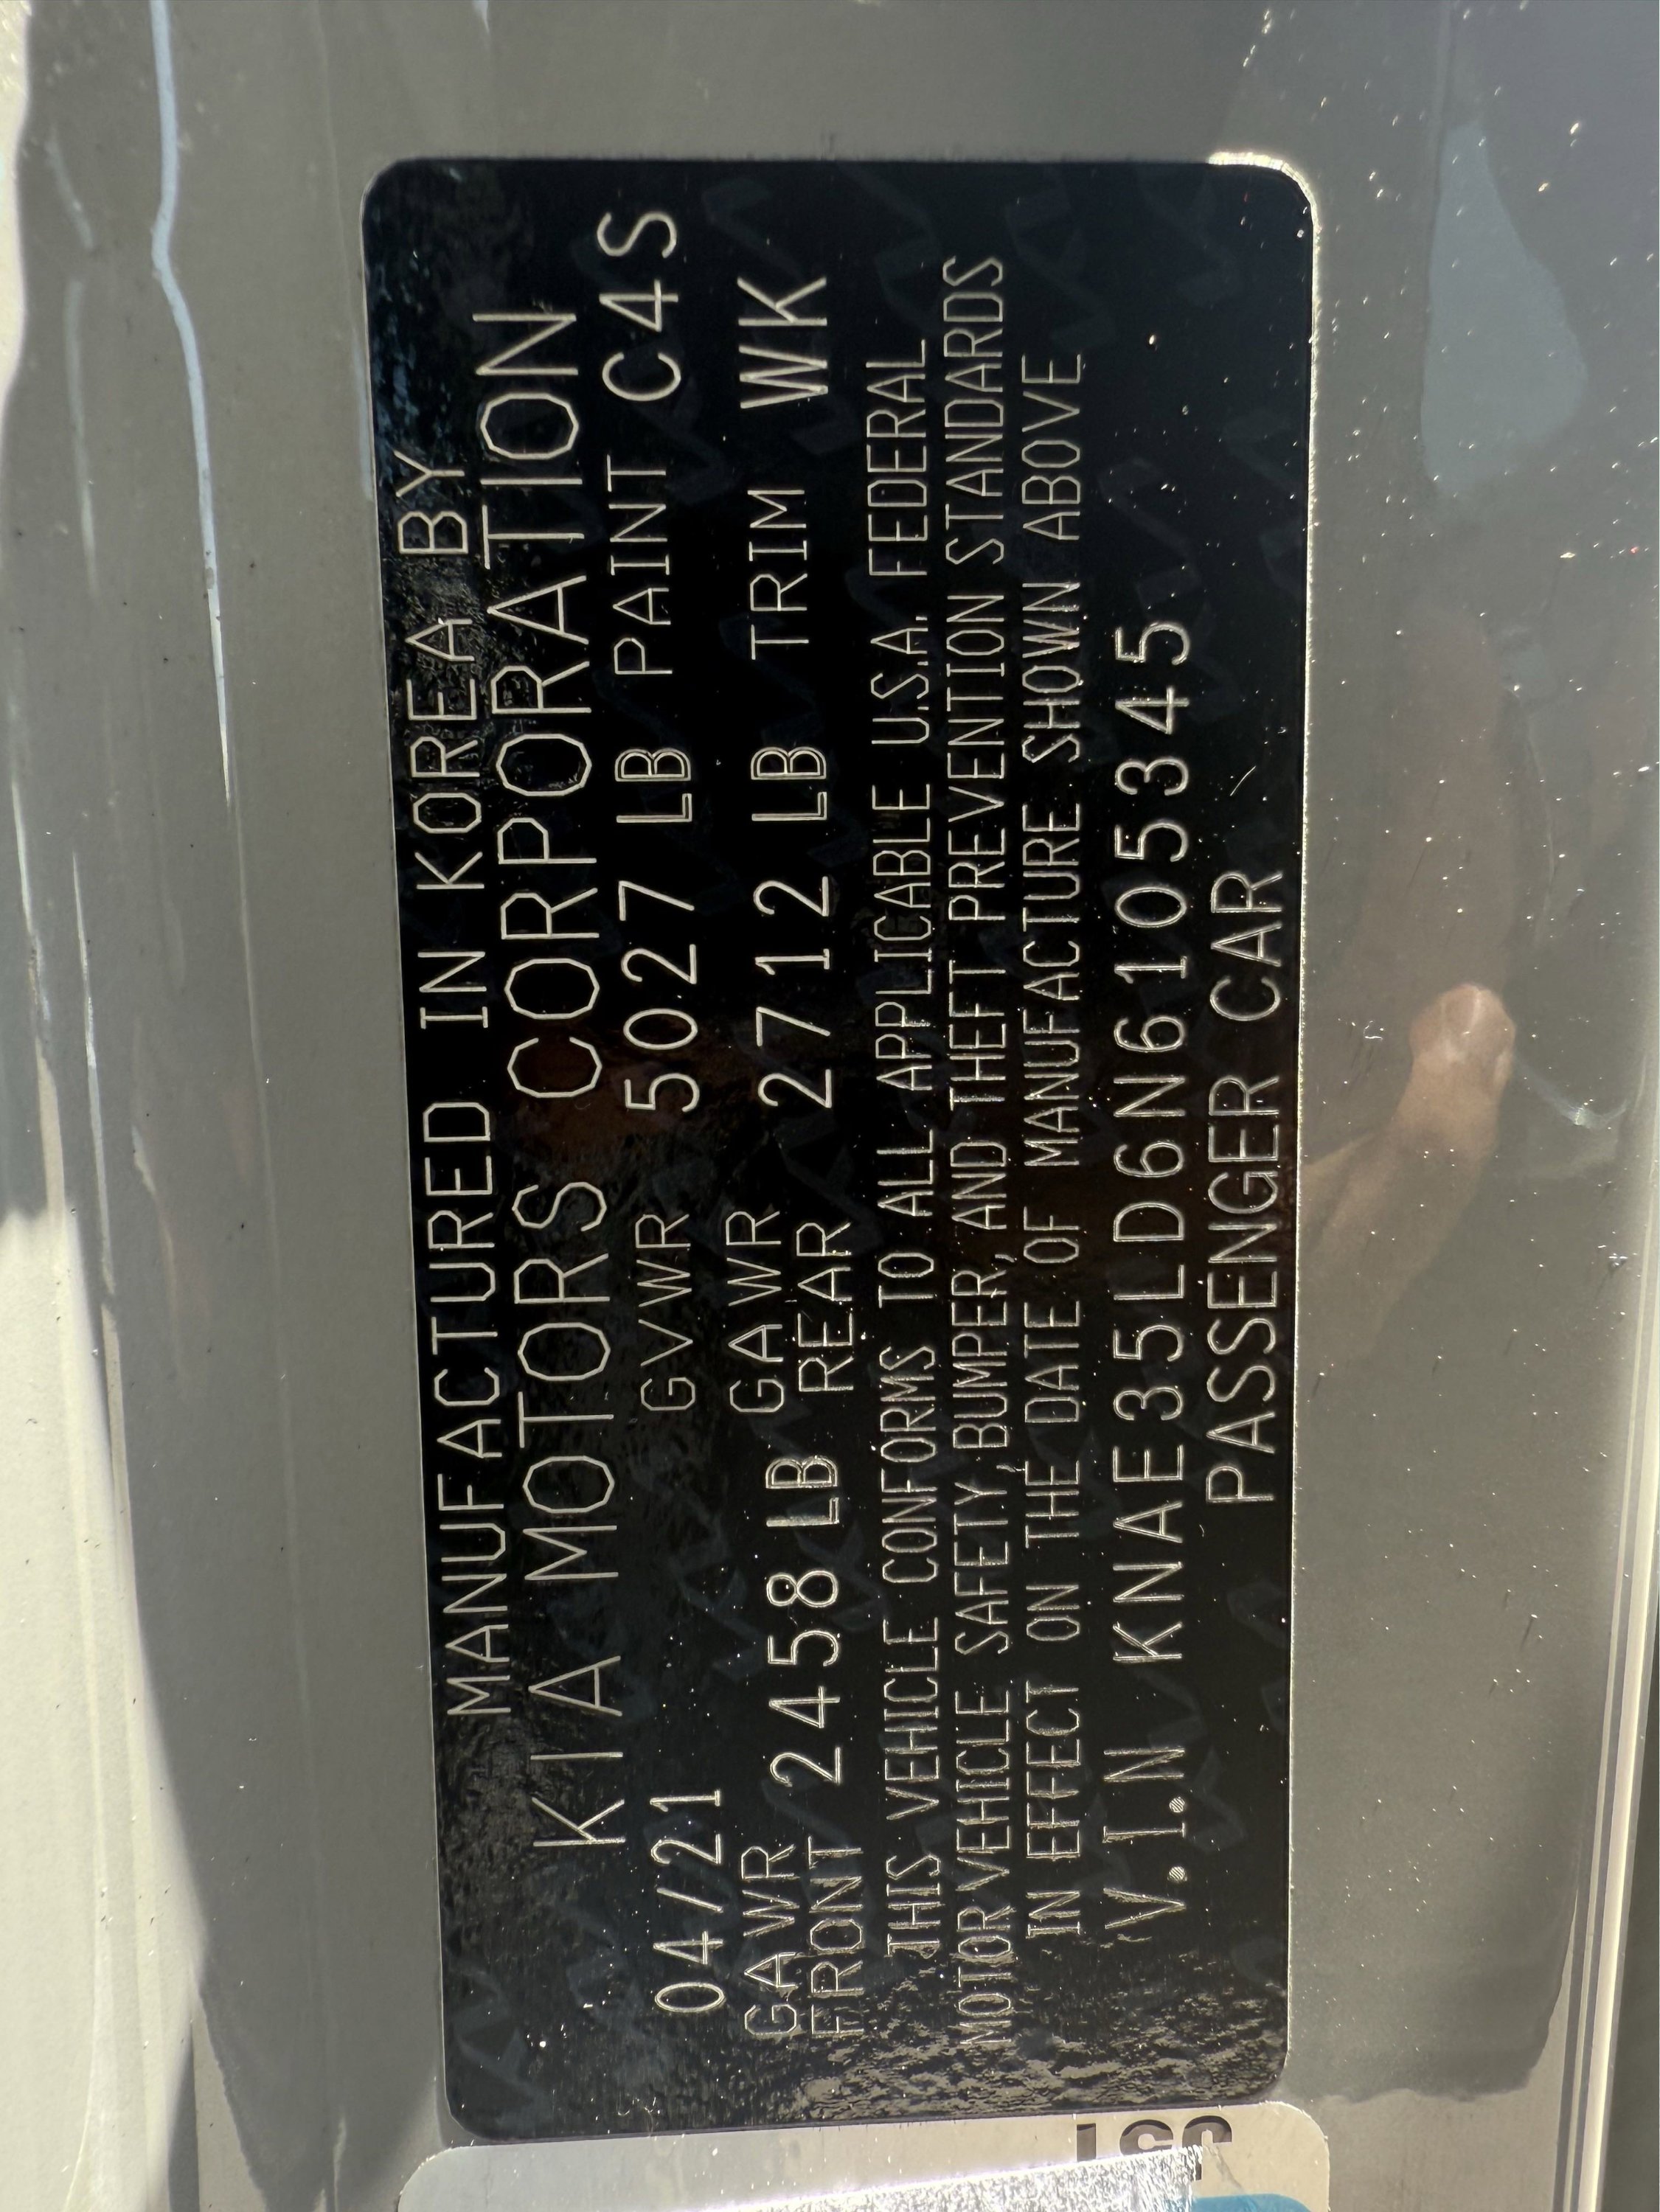 MANUFACTURED IN KOREA BY
KIA MOTORS CORPORATION
04/21 GVWR 5027 LB PAINT C4S
GAWR FRONT 2458 LB GAWR REAR 2712 LB TRIM WK
THIS VEHICLE CONFORMS TO ALL APPLICABLE U.S.A. FEDERAL
MOTOR VEHICLE SAFETY, BUMPER, AND THEFT PREVENTION STANDARDS
IN EFFECT ON THE DATE OF MANUFACTURE SHOWN ABOVE
V.I.N KNAE35LD6N6105345
PASSENGER CAR